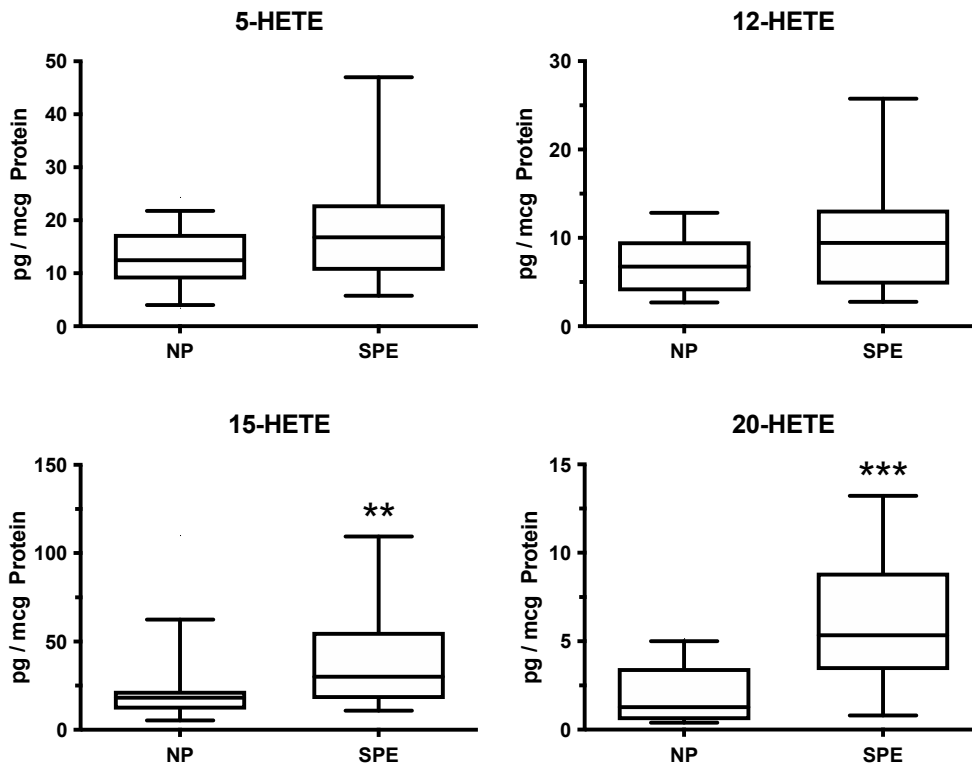 5-HETE
pg / mcg Protein
50
40
30
20
10
0
NP SPE
12-HETE
pg / mcg Protein
30
20
10
0
NP SPE
15-HETE
pg / mcg Protein
150
100
50
0
**
NP SPE
20-HETE
pg / mcg Protein
15
10
5
0
***
NP SPE